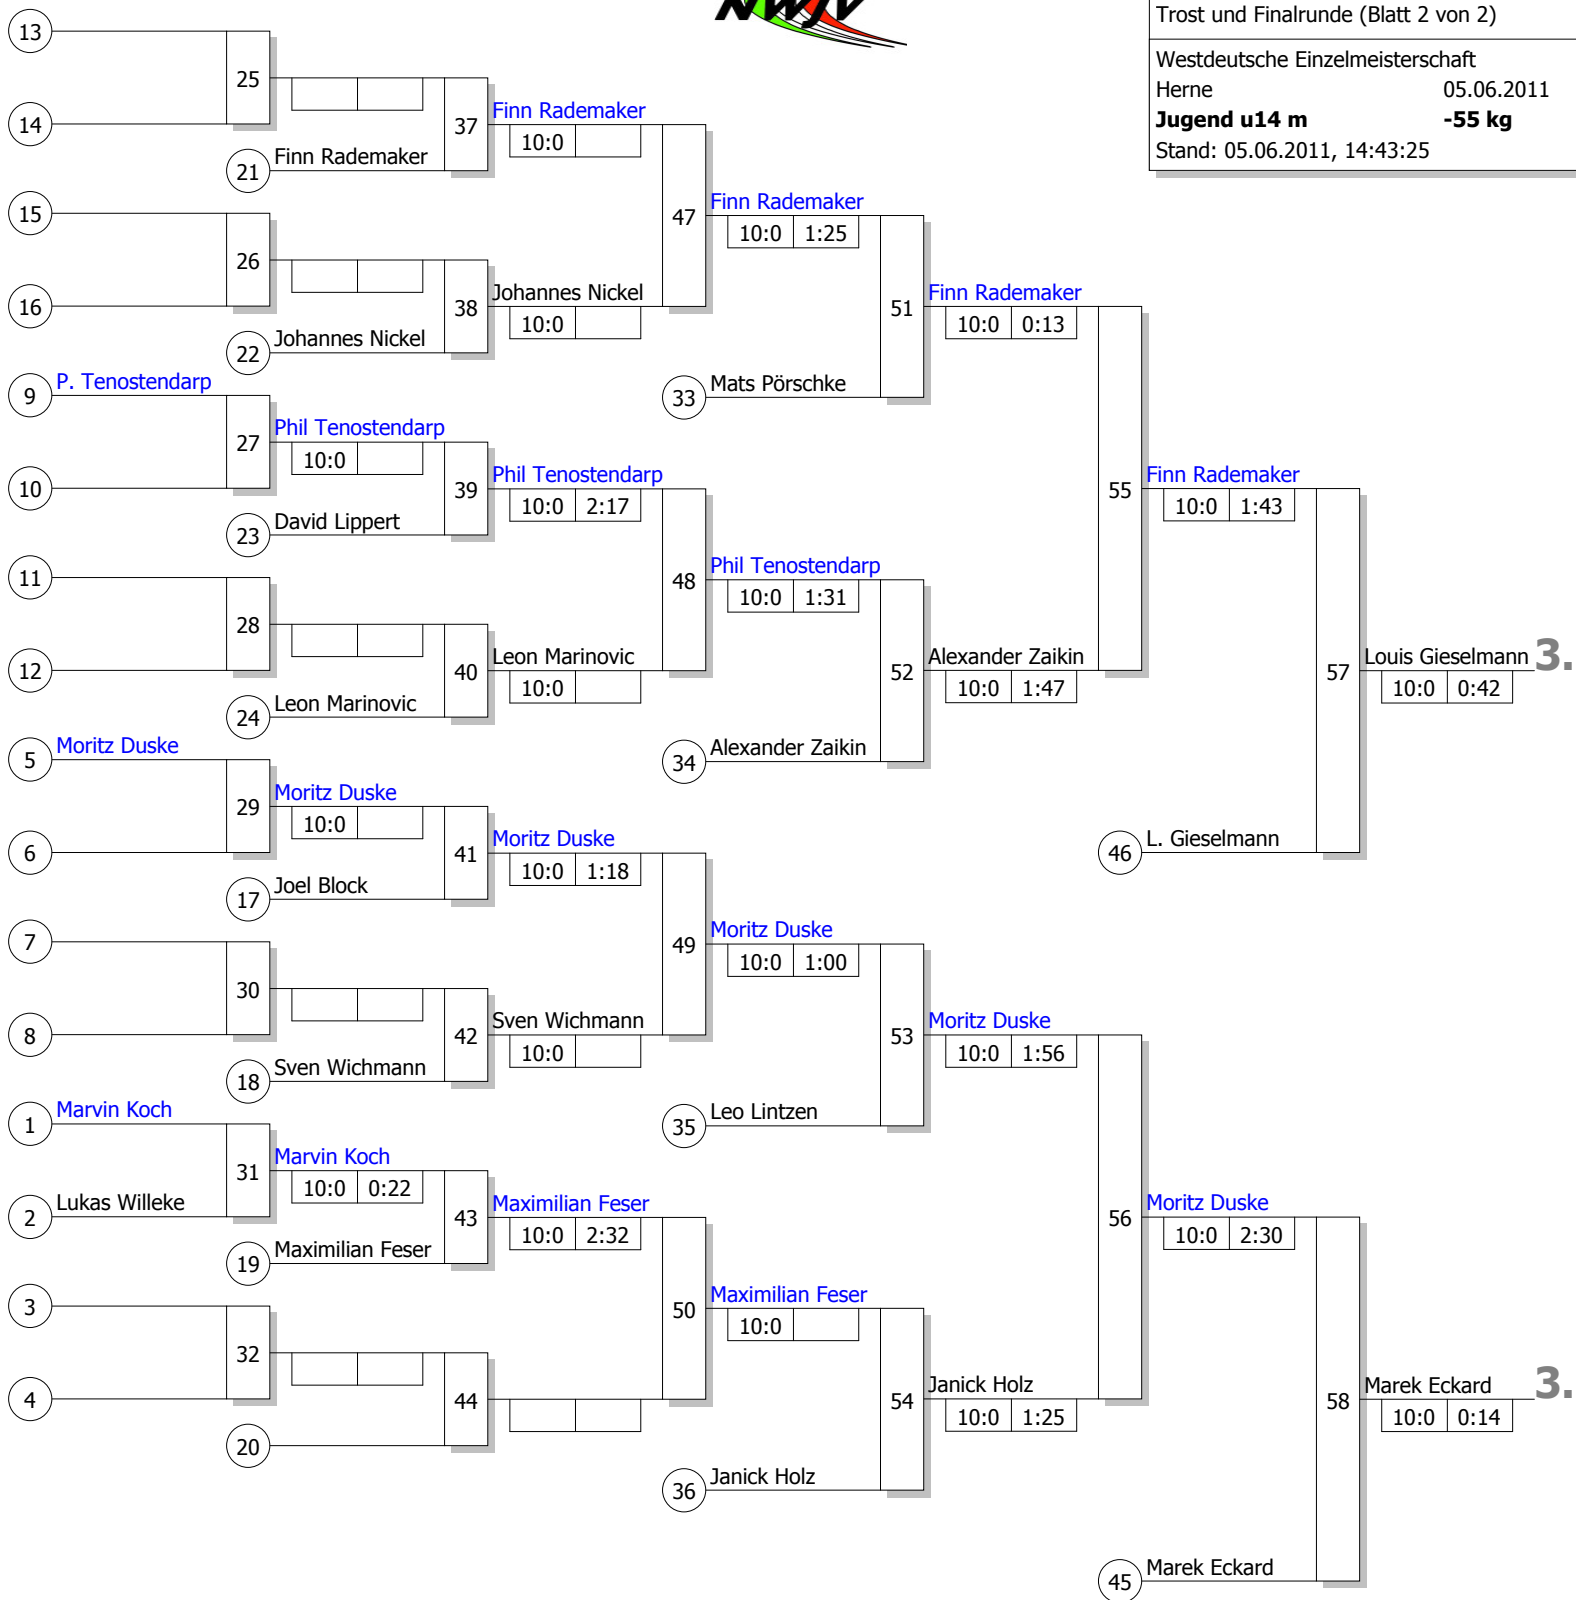 NWJV
Trost und Finalrunde (Blatt 2 von 2)
Westdeutsche Einzelmeisterschaft
Herne 05.06.2011
Jugend u14 m -55 kg
Stand: 05.06.2011, 14:43:25
13
25
14
37
Finn Rademaker
10:0
21
Finn Rademaker
15
47
Finn Rademaker
10:0 1:25
26
16
38
Johannes Nickel
10:0
22
Johannes Nickel
51
Finn Rademaker
10:0 0:13
33
Mats Pörschke
9
P. Tenostendarp
27
Phil Tenostendarp
10:0
10
39
Phil Tenostendarp
10:0 2:17
23
David Lippert
55
Finn Rademaker
10:0 1:43
11
48
Phil Tenostendarp
10:0 1:31
28
12
40
Leon Marinovic
10:0
24
Leon Marinovic
52
Alexander Zaikin
10:0 1:47
34
Alexander Zaikin
57
Louis Gieselmann
3.
10:0 0:42
46
L. Gieselmann
5
Moritz Duske
29
Moritz Duske
10:0
6
41
Moritz Duske
10:0 1:18
17
Joel Block
7
49
Moritz Duske
10:0 1:00
30
8
42
Sven Wichmann
10:0
18
Sven Wichmann
53
Moritz Duske
10:0 1:56
35
Leo Lintzen
1
Marvin Koch
31
Marvin Koch
10:0 0:22
2
Lukas Willeke
43
Maximilian Feser
10:0 2:32
19
Maximilian Feser
56
Moritz Duske
10:0 2:30
3
50
Maximilian Feser
10:0
32
4
44
20
54
Janick Holz
10:0 1:25
36
Janick Holz
58
Marek Eckard
3.
10:0 0:14
45
Marek Eckard